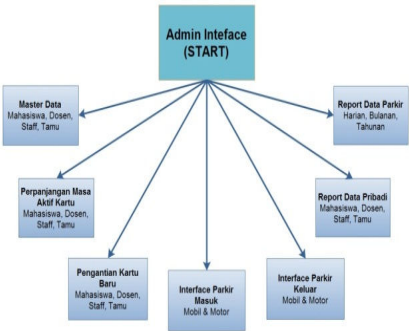 Admin Inteface
(START)
Master Data
Mahasiswa, Dosen,
Staff, Tamu
Report Data Parkir
Harian, Bulanan,
Tahunan
Perpanjangan Masa
Aktif Kartu
Mahasiswa, Dosen,
Staff, Tamu
Report Data Pribadi
Mahasiswa, Dosen,
Staff, Tamu
Pengantian Kartu
Baru
Mahasiswa, Dosen,
Staff, Tamu
Interface Parkir
Masuk
Mobil & Motor
Interface Parkir
Keluar
Mobil & Motor